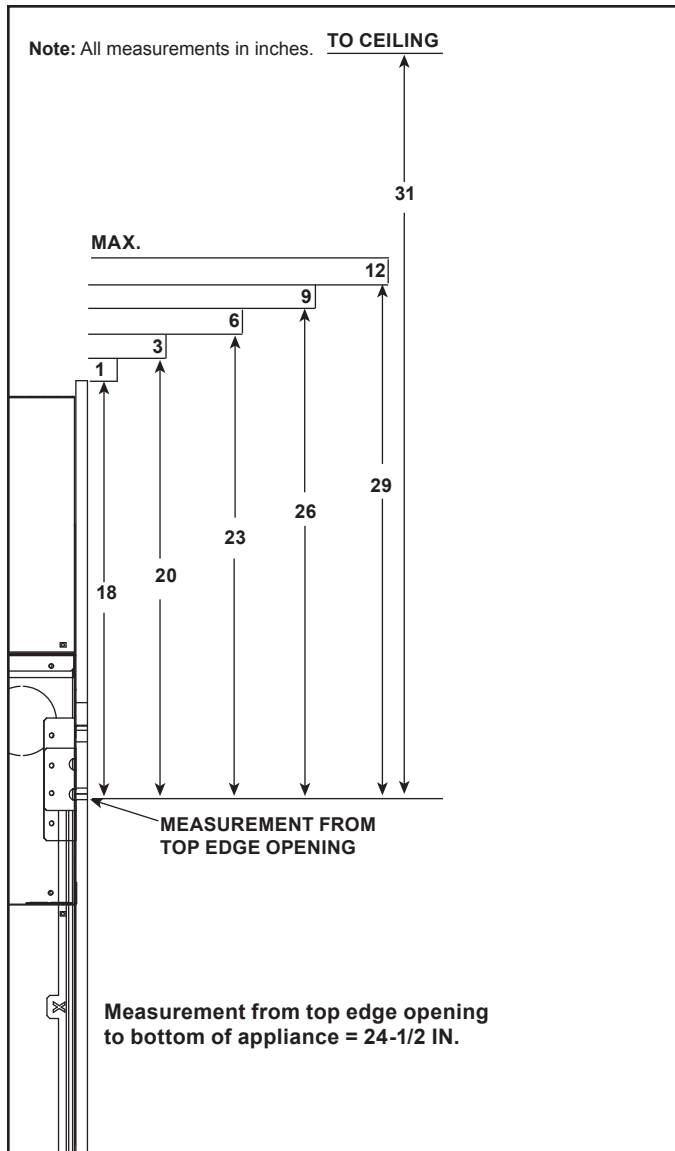 Note: All measurements in inches.
TO CEILING
31
MAX.
12
9
6
3
1
29
26
23
20
18
MEASUREMENT FROM
TOP EDGE OPENING
Measurement from top edge opening
to bottom of appliance = 24-1/2 IN.